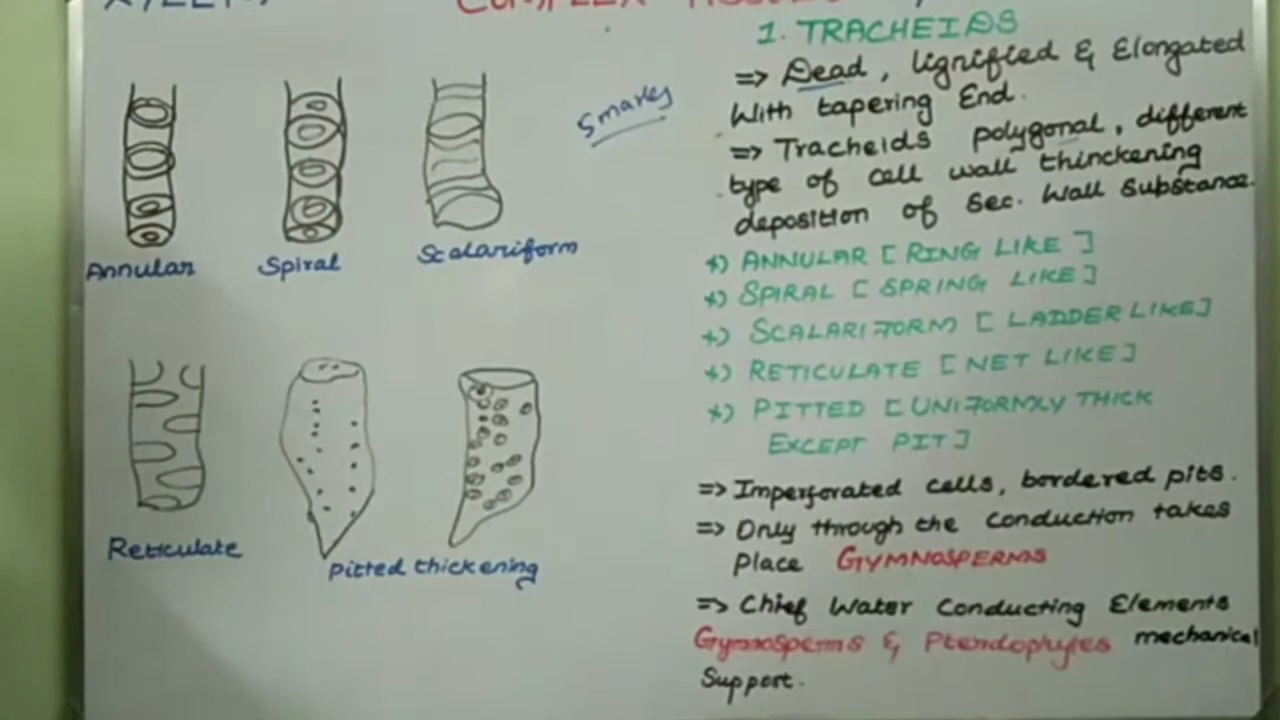 1. TRACHEIDS
5 marks
=> Dead, lignified & Elongated
With tapering End.
=> Tracheids polygonal, different
type of cell wall thinckening
deposition of Sec. Wall Substance.
*) ANNULAR [RING LIKE]
*) SPIRAL [SPRING LIKE]
*) SCALARIFORM [LADDER LIKE]
*) RETICULATE [NET LIKE]
*) PITTED [UNIFORMLY THICK
EXCEPT PIT]
=> Imperforated cells, bordered pits.
=> Only through the conduction takes
Place GYMNOSPERMS
=> Chief Water Conducting Elements
Gymnosperms & Pteridophytes mechanical
Support.
Annular
Spiral
Scalariform
Reticulate
Pitted thickening